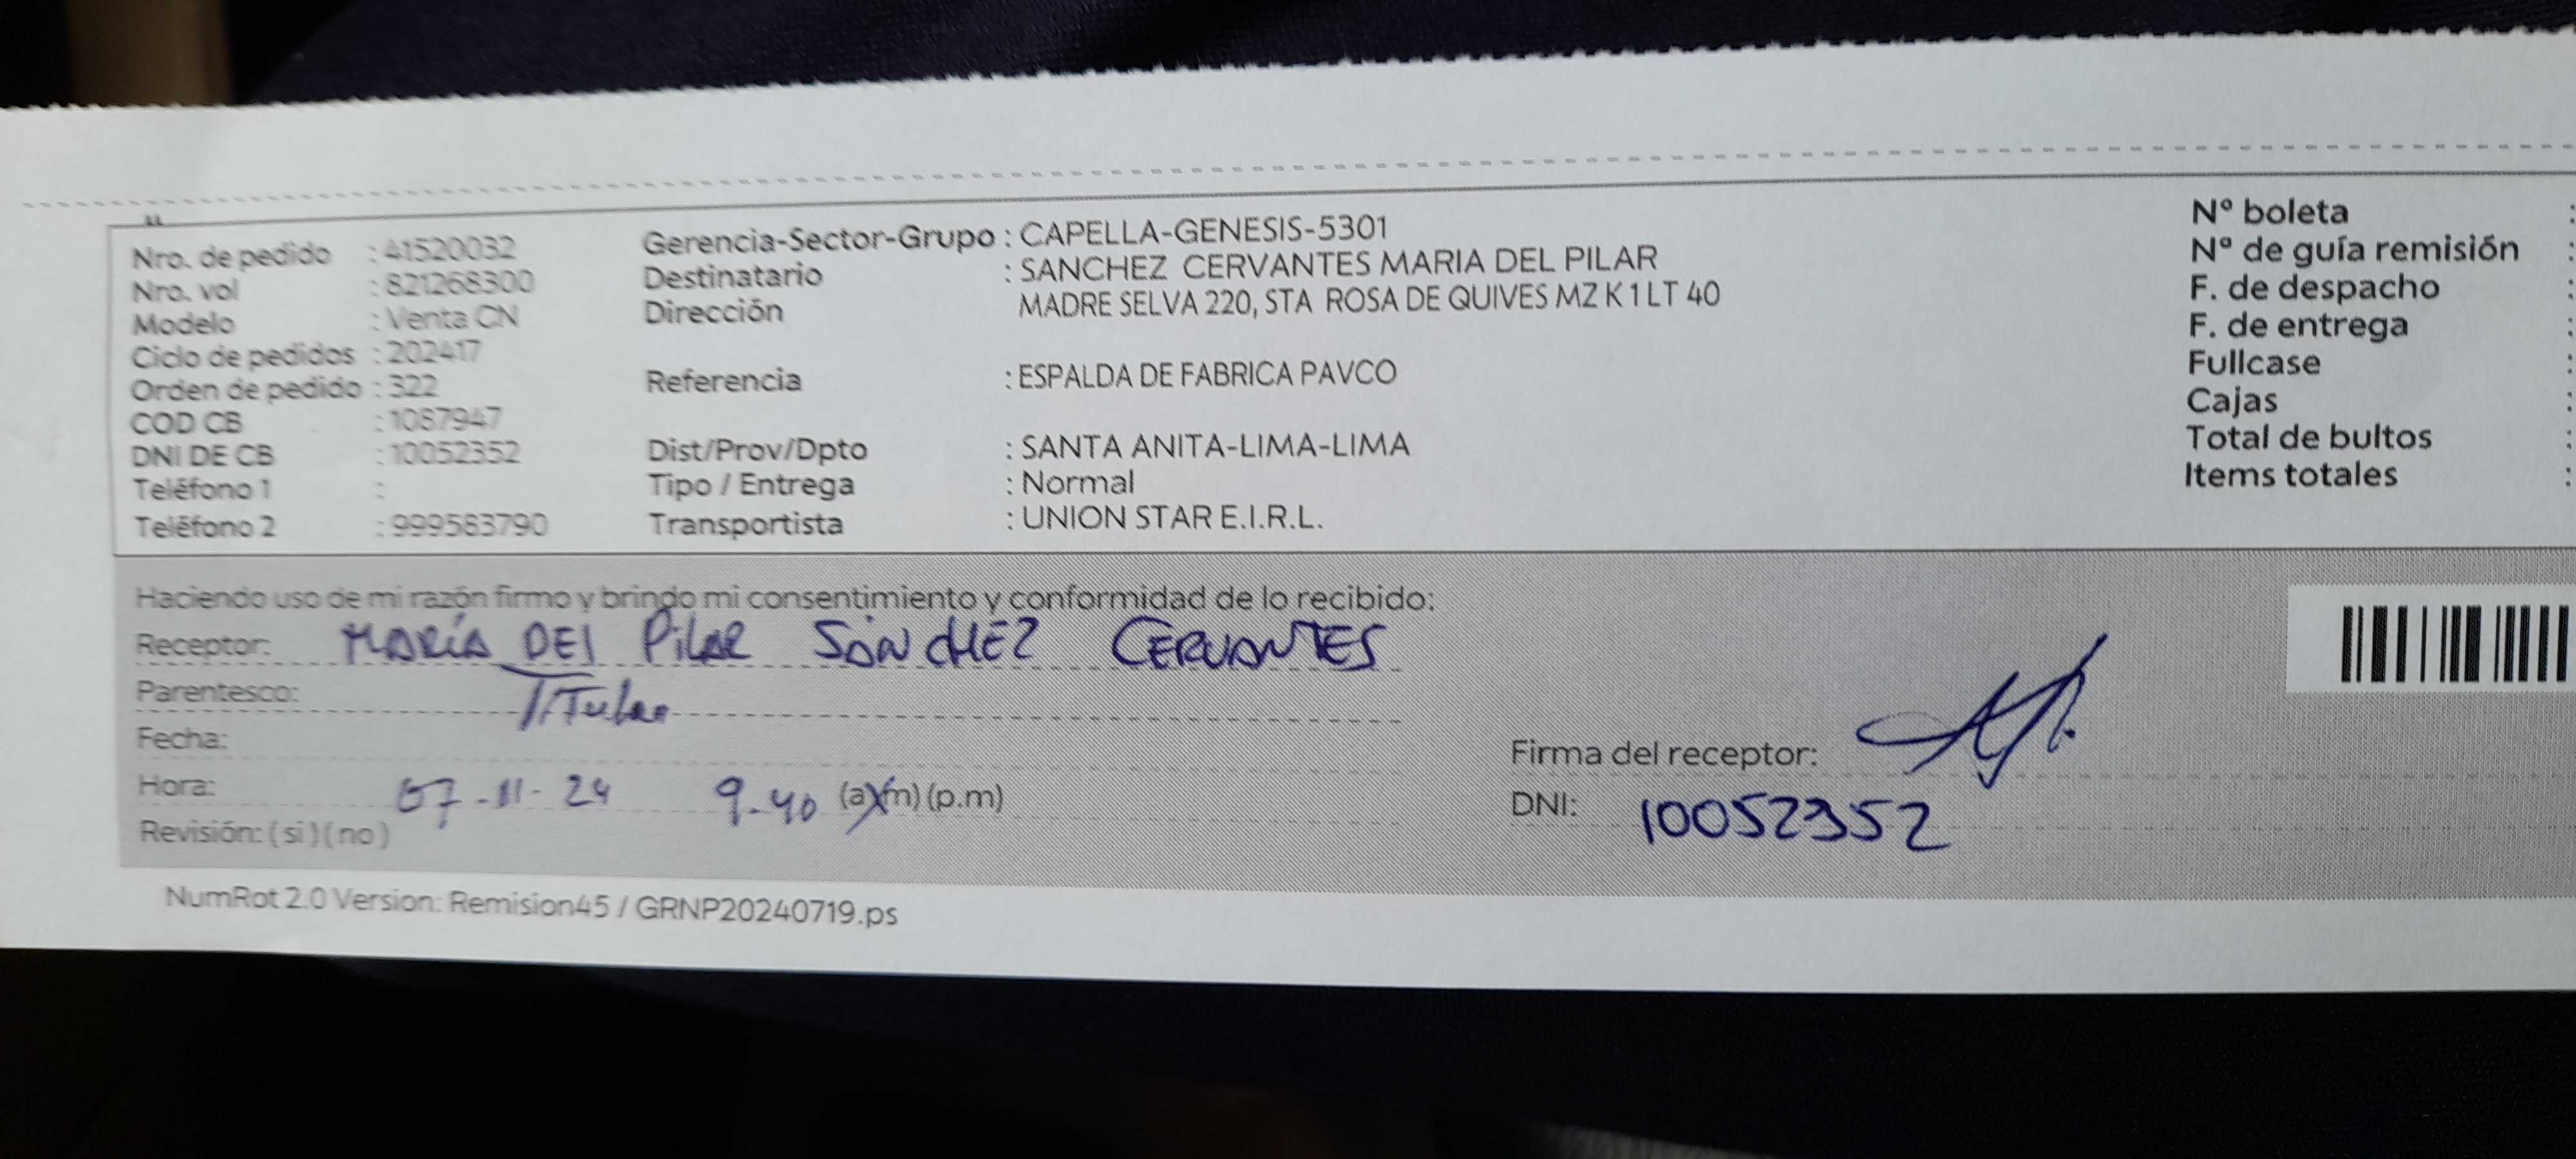 Nro. de pedido : 41520032
Nro. vol : 821268300
Modelo : Venta CN
Ciclo de pedidos : 202417
Orden de pedido : 322
COD CB : 1087947
DNI DE CB : 10052352
Teléfono 1 :
Teléfono 2 : 999583790
Gerencia-Sector-Grupo : CAPELLA-GENESIS-5301
Destinatario : SANCHEZ CERVANTES MARIA DEL PILAR
Dirección MADRE SELVA 220, STA ROSA DE QUIVES MZ K 1 LT 40
Referencia : ESPALDA DE FABRICA PAVCO
Dist/Prov/Dpto : SANTA ANITA-LIMA-LIMA
Tipo / Entrega : Normal
Transportista : UNION STAR E.I.R.L.
Nº boleta :
Nº de guía remisión :
F. de despacho :
F. de entrega :
Fullcase :
Cajas :
Total de bultos :
Items totales :
Haciendo uso de mi razón firmo y brindo mi consentimiento y conformidad de lo recibido:
Receptor: MARÍA DEL PilAR SANCHEZ CERVANTES
Parentesco: Titular
Fecha:
Hora: 07-11-24 9-40 (a.m) (p.m)
Revisión: ( si ) ( no )
Firma del receptor:
DNI: 10052352
NumRot 2.0 Version: Remision45 / GRNP20240719.ps